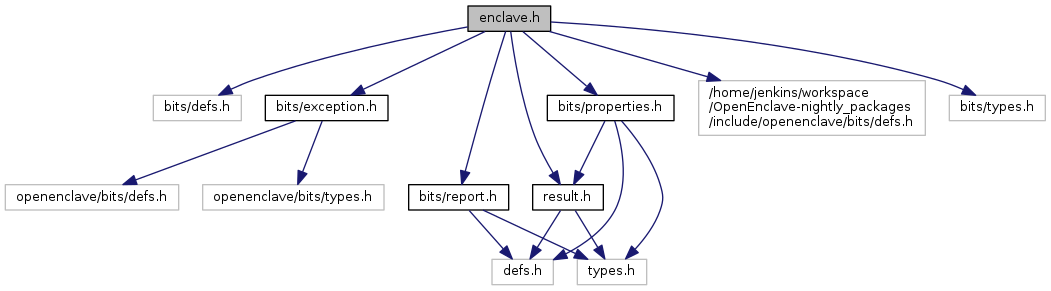 enclave.h
bits/defs.h
bits/exception.h
bits/properties.h
/home/jenkins/workspace
/OpenEnclave-nightly_packages
/include/openenclave/bits/defs.h
bits/types.h
openenclave/bits/defs.h
openenclave/bits/types.h
bits/report.h
result.h
defs.h
types.h